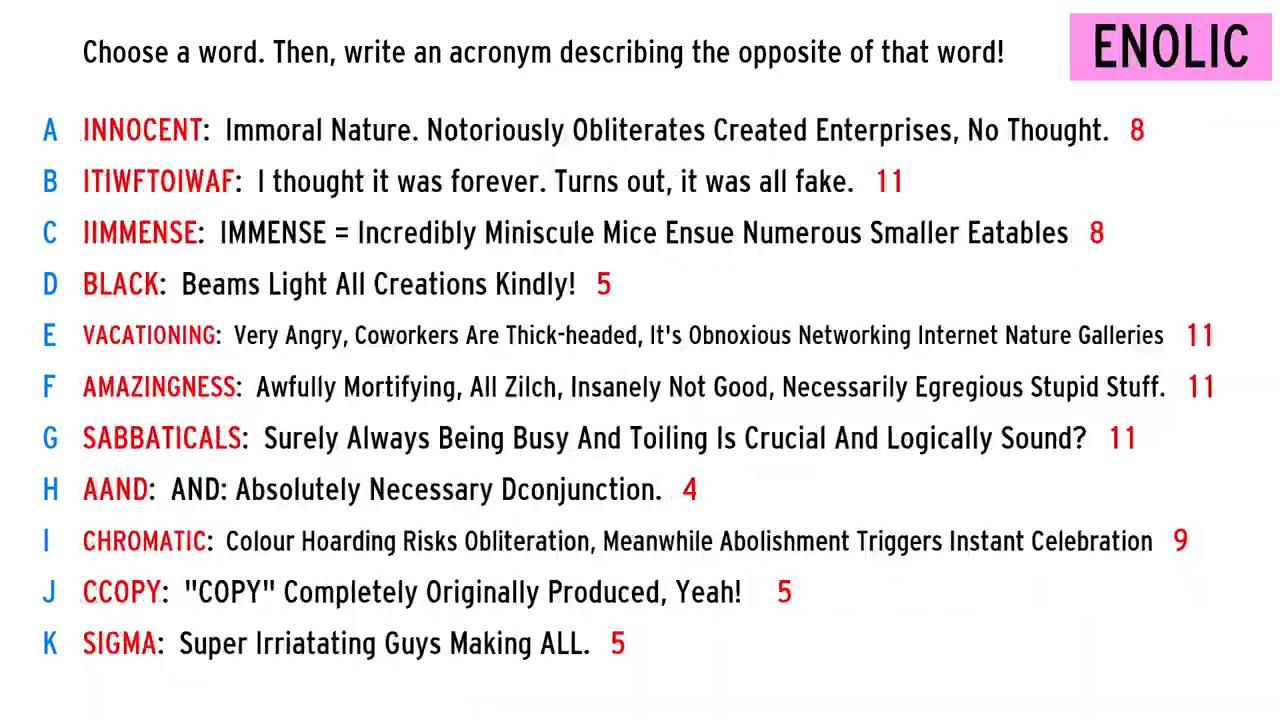 Choose a word. Then, write an acronym describing the opposite of that word!
ENOLIC
A INNOCENT: Immoral Nature. Notoriously Obliterates Created Enterprises, No Thought. 8
B ITIWFTOIWAF: I thought it was forever. Turns out, it was all fake. 11
C IIMMENSE: IMMENSE = Incredibly Miniscule Mice Ensue Numerous Smaller Eatables 8
D BLACK: Beams Light All Creations Kindly! 5
E VACATIONING: Very Angry, Coworkers Are Thick-headed, It's Obnoxious Networking Internet Nature Galleries 11
F AMAZINGNESS: Awfully Mortifying, All Zilch, Insanely Not Good, Necessarily Egregious Stupid Stuff. 11
G SABBATICALS: Surely Always Being Busy And Toiling Is Crucial And Logically Sound? 11
H AAND: AND: Absolutely Necessary Dconjunction. 4
I CHROMATIC: Colour Hoarding Risks Obliteration, Meanwhile Abolishment Triggers Instant Celebration 9
J CCOPY: "COPY" Completely Originally Produced, Yeah! 5
K SIGMA: Super Irriatating Guys Making ALL. 5